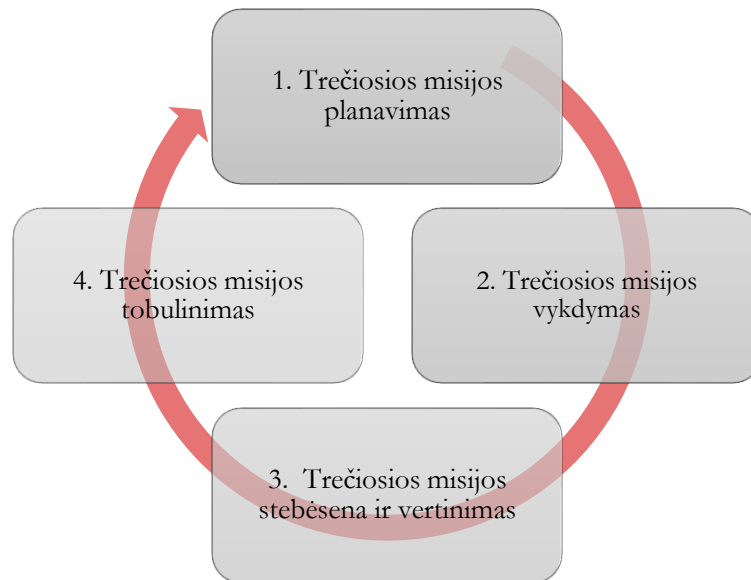 1. Trečiosios misijos
planavimas
2. Trečiosios misijos
vykdymas
3. Trečiosios misijos
stebėsena ir vertinimas
4. Trečiosios misijos
tobulinimas